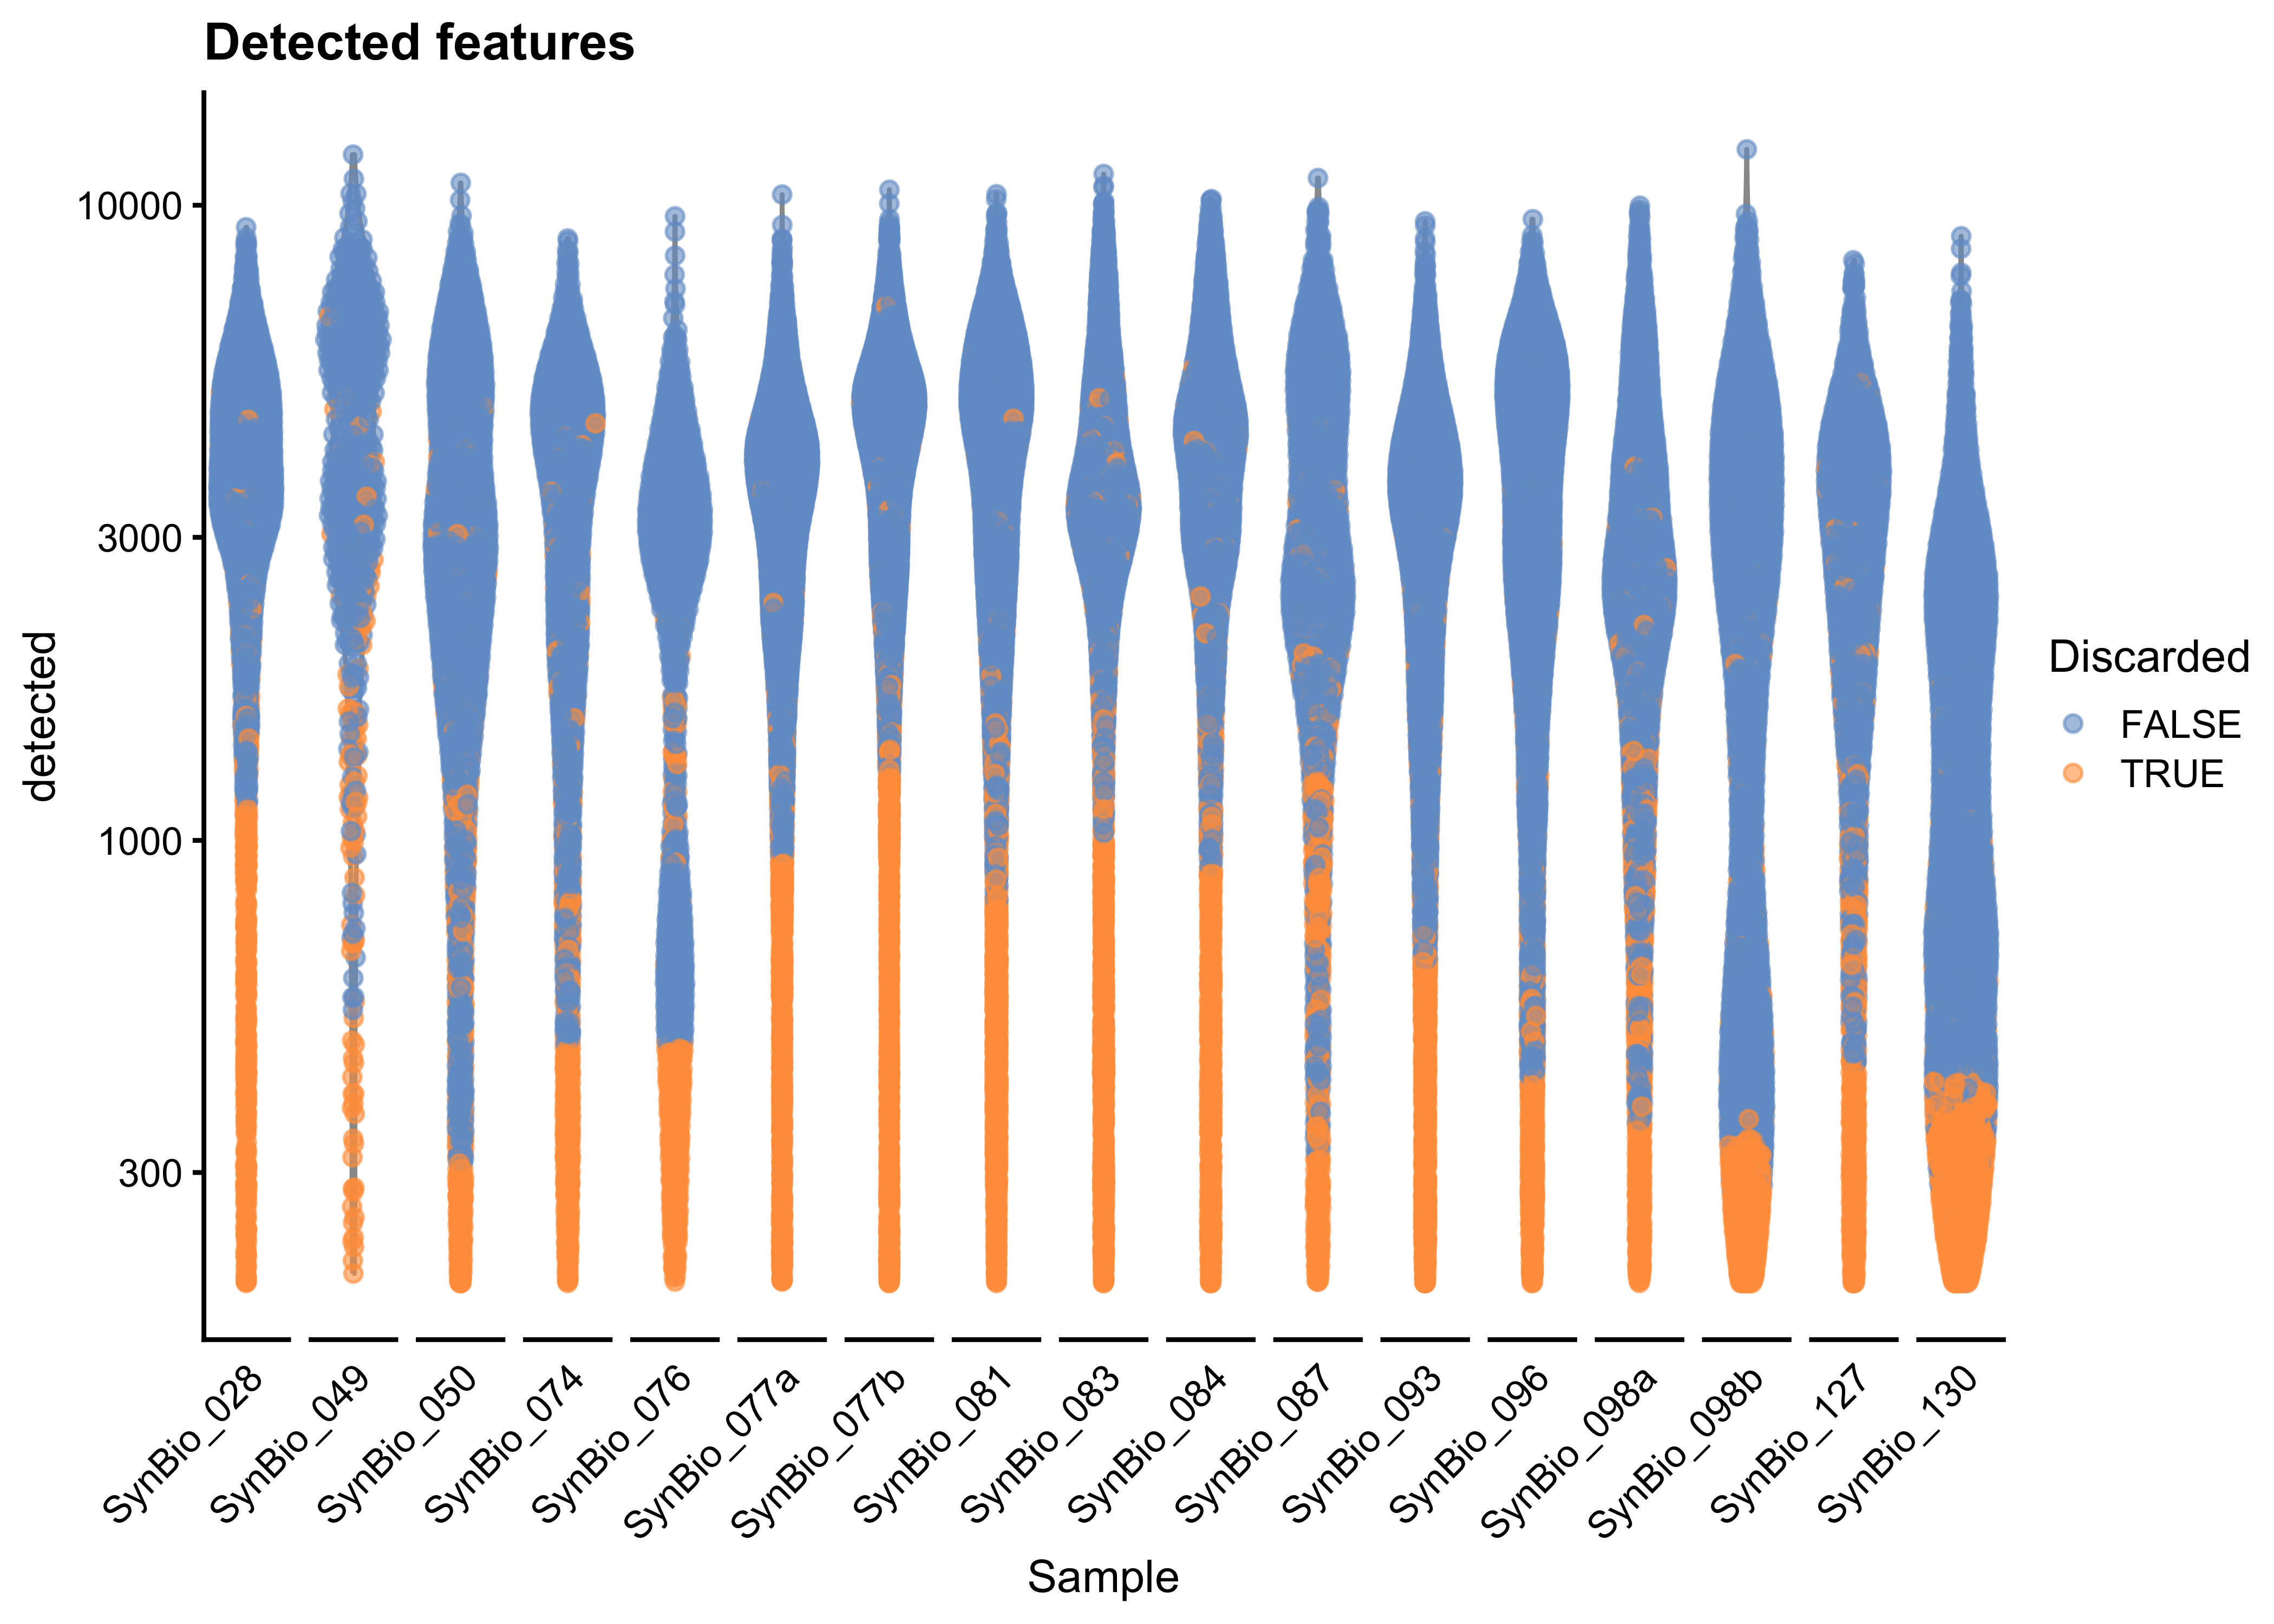 Detected features
detected
10000
3000
1000
300
SynBio_028
SynBio_049
SynBio_050
SynBio_074
SynBio_076
SynBio_077a
SynBio_077b
SynBio_081
SynBio_083
SynBio_084
SynBio_087
SynBio_093
SynBio_096
SynBio_098a
SynBio_098b
SynBio_127
SynBio_130
Sample
Discarded
FALSE
TRUE